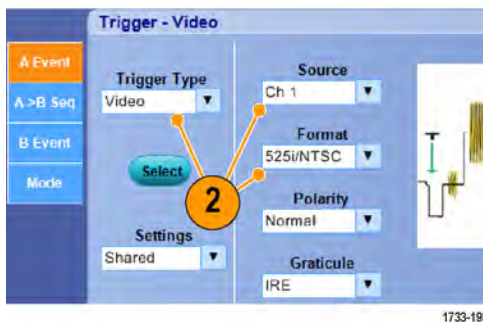 Trigger - Video
A Event
A->B Seq
B Event
Mode
Trigger Type
Video
Select
Settings
Shared
2
Source
Ch 1
Format
525i/NTSC
Polarity
Normal
Graticule
IRE
T